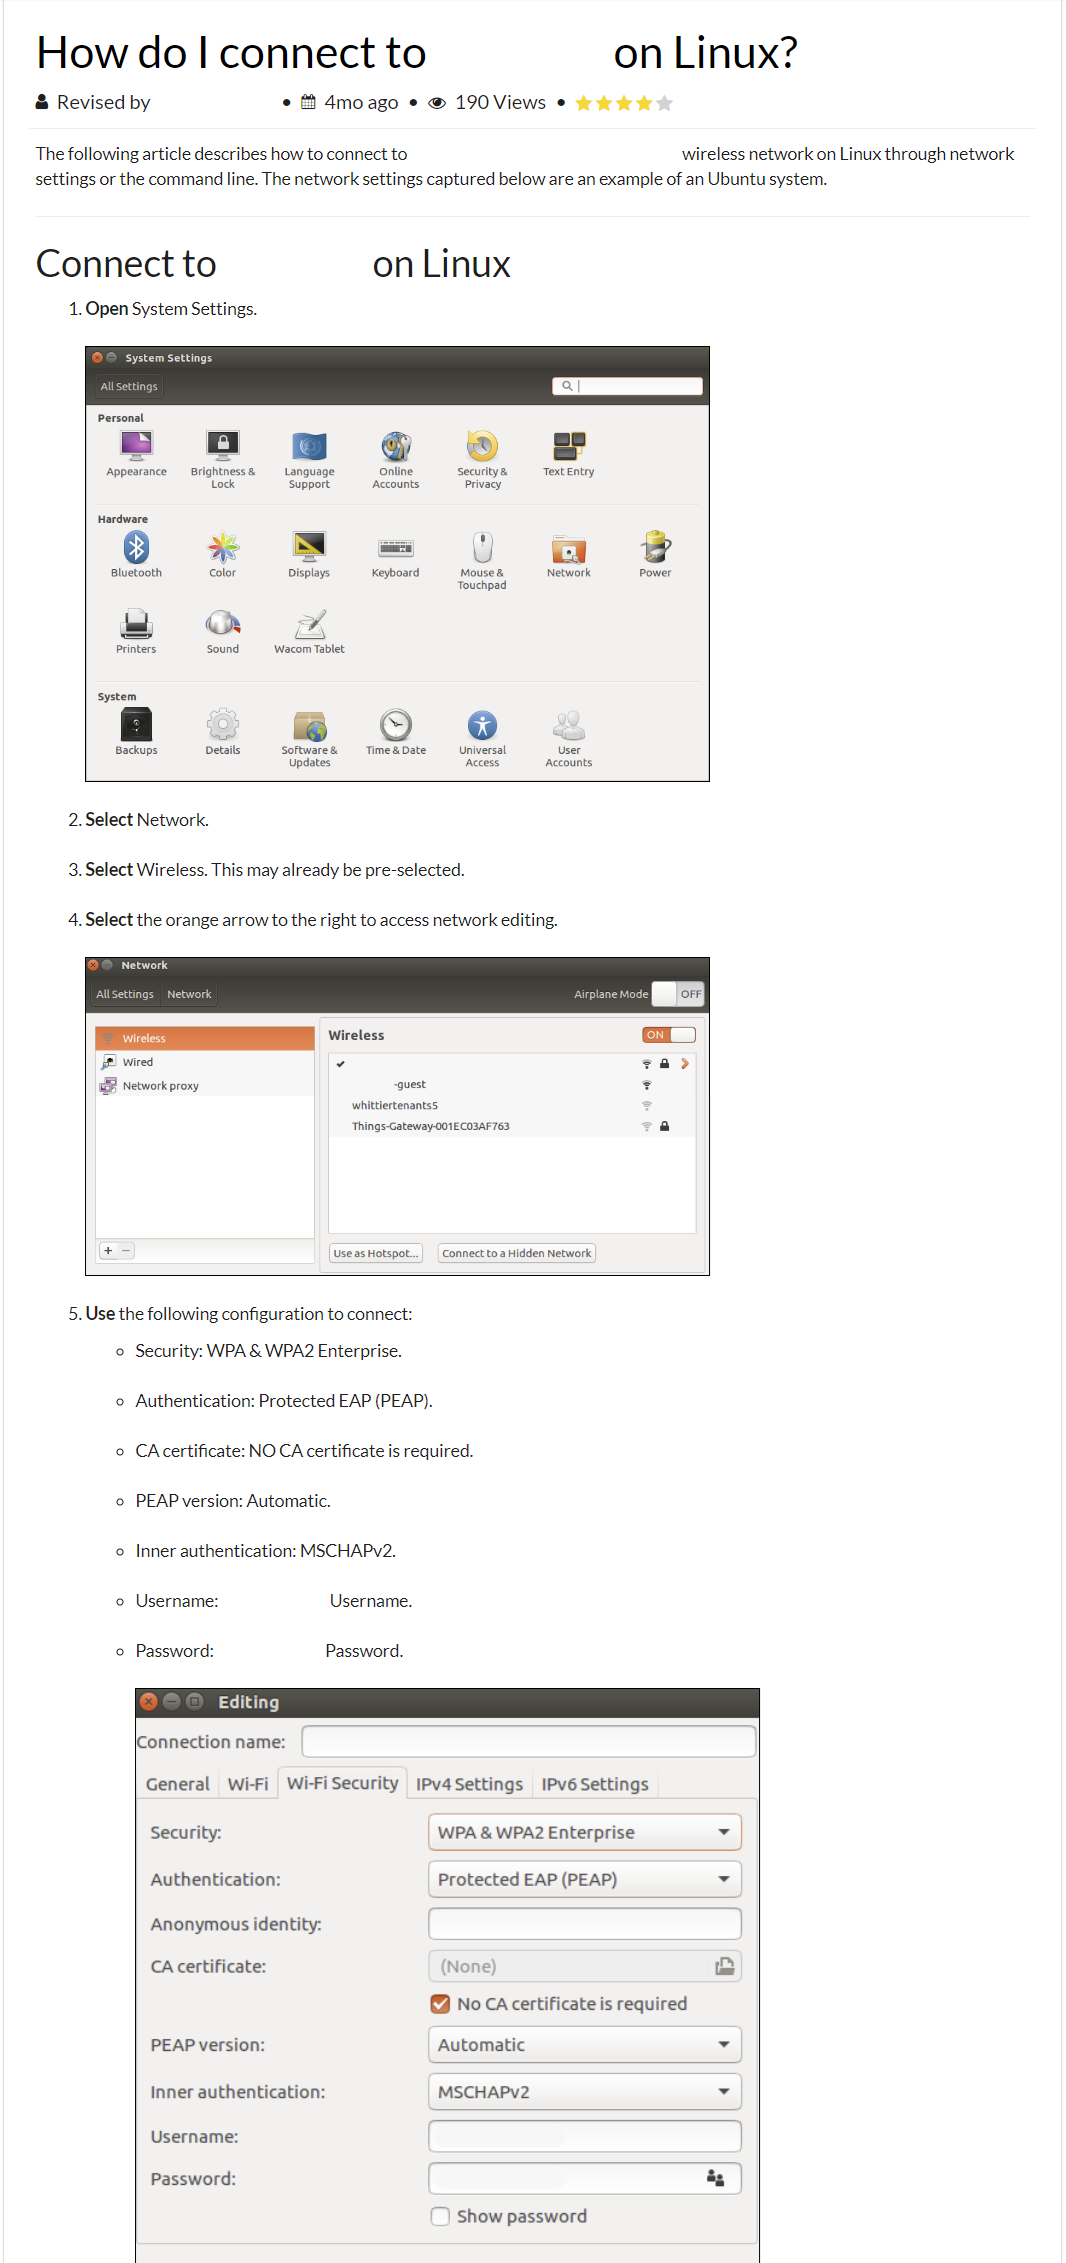 How do I connect to on Linux?
Revised by • 4mo ago • 190 Views •
The following article describes how to connect to wireless network on Linux through network
settings or the command line. The network settings captured below are an example of an Ubuntu system.
Connect to on Linux
1. Open System Settings.
System Settings
All Settings
Personal
Appearance Brightness & Language Online Security & Text Entry
Lock Support Accounts Privacy
Hardware
Bluetooth Color Displays Keyboard Mouse & Network Power
Touchpad
Printers Sound Wacom Tablet
System
Backups Details Software & Time & Date Universal User
Updates Access Accounts
2. Select Network.
3. Select Wireless. This may already be pre-selected.
4. Select the orange arrow to the right to access network editing.
Network
All Settings Network Airplane Mode OFF
Wireless Wireless ON
Wired
Network proxy -guest
whittiertenants5
Things-Gateway-001EC03AF763
+ −
Use as Hotspot... Connect to a Hidden Network
5. Use the following configuration to connect:
◦ Security: WPA & WPA2 Enterprise.
◦ Authentication: Protected EAP (PEAP).
◦ CA certificate: NO CA certificate is required.
◦ PEAP version: Automatic.
◦ Inner authentication: MSCHAPv2.
◦ Username: Username.
◦ Password: Password.
Editing
Connection name:
General Wi-Fi Wi-Fi Security IPv4 Settings IPv6 Settings
Security: WPA & WPA2 Enterprise
Authentication: Protected EAP (PEAP)
Anonymous identity:
CA certificate: (None)
No CA certificate is required
PEAP version: Automatic
Inner authentication: MSCHAPv2
Username:
Password:
Show password